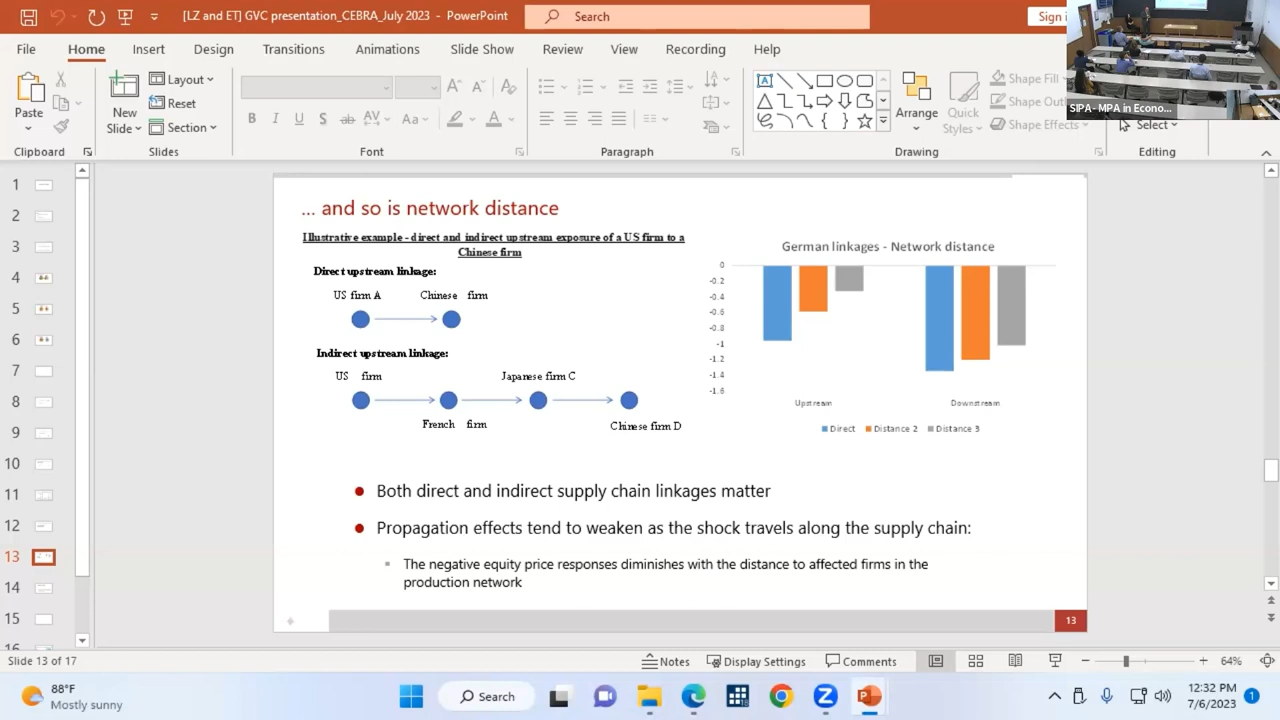 [LZ and ET] GVC presentation_CEBRA_July 2023 - PowerPoint
Search
Sign i
File
Home
Insert
Design
Transitions
Animations
Slide Show
Review
View
Recording
Help
Paste
New
Slide
Layout
Reset
Section
B
I
U
S
ab
AV
Aa
A
Arrange
Quick
Styles
Shape Fill
Shape Out
Shape Effects
Select
SIPA- MPA in Econo...
Clipboard
Slides
Font
Paragraph
Drawing
Editing
1
2
3
4
5
6
7
8
9
10
11
12
13
14
15
16
... and so is network distance
Illustrative example - direct and indirect upstream exposure of a US firm to a
Chinese firm
Direct upstream linkage:
US firm A
Chinese firm
Indirect upstream linkage:
US firm
Japanese firm C
French firm
Chinese firm D
German linkages - Network distance
0
-0.2
-0.4
-0.6
-0.8
-1
-1.2
-1.4
-1.6
Upstream
Downstream
Direct
Distance 2
Distance 3
Both direct and indirect supply chain linkages matter
Propagation effects tend to weaken as the shock travels along the supply chain:
The negative equity price responses diminishes with the distance to affected firms in the
production network
13
Slide 13 of 17
Notes
Display Settings
Comments
64%
88°F
Mostly sunny
Search
12:32 PM
7/6/2023
1